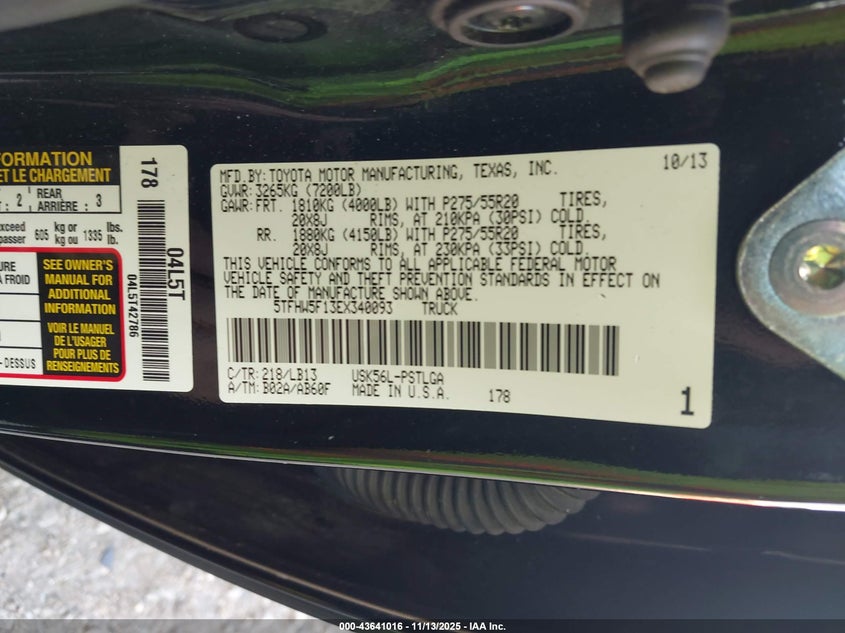 FORMATION
ET LE CHARGEMENT
: 2 REAR ARRIÈRE : 3
exceed 605 kg or kg ou 1335 lbs. lb.
passer
URE
À FROID
SEE OWNER'S
MANUAL FOR
ADDITIONAL
INFORMATION
VOIR LE MANUEL
DE L'USAGER
POUR PLUS DE
RENSEIGNEMENTS
- DESSUS
178
04L5T
04L5T42786
MFD.BY:TOYOTA MOTOR MANUFACTURING, TEXAS, INC. 10/13
GVWR:3265KG (7200LB)
GAWR:FRT. 1810KG (4000LB) WITH P275/55R20 TIRES,
20X8J RIMS, AT 210KPA (30PSI) COLD.
RR. 1880KG (4150LB) WITH P275/55R20 TIRES,
20X8J RIMS, AT 230KPA (33PSI) COLD.
THIS VEHICLE CONFORMS TO ALL APPLICABLE FEDERAL MOTOR
VEHICLE SAFETY AND THEFT PREVENTION STANDARDS IN EFFECT ON
THE DATE OF MANUFACTURE SHOWN ABOVE.
5TFHW5F13EX340093 TRUCK
C/TR:218/LB13 USK56L-PSTLGA
A/TM:B02A/AB60F MADE IN U.S.A. 178
1
000-43641016 - 11/13/2025 - IAA Inc.